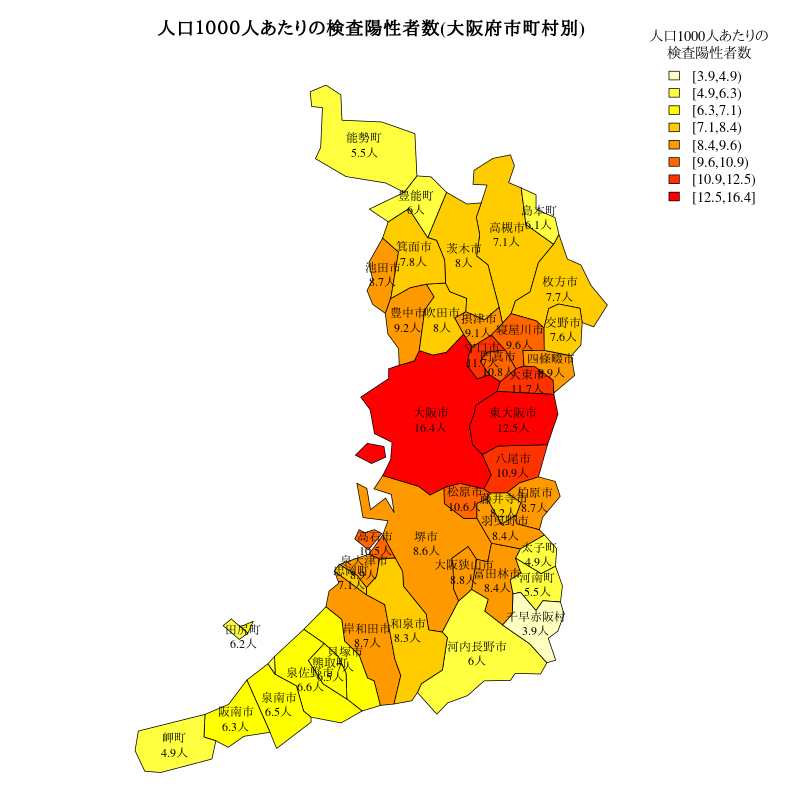 人口1000人あたりの検査陽性者数(大阪府市町村別)
人口1000人あたりの
検査陽性者数
[3.9,4.9)
[4.9,6.3)
[6.3,7.1)
[7.1,8.4)
[8.4,9.6)
[9.6,10.9)
[10.9,12.5)
[12.5,16.4]
能勢町
5.5人
豊能町
6人
島本町
6.1人
高槻市
7.1人
茨木市
8人
箕面市
7.8人
池田市
8.7人
枚方市
7.7人
豊中市
9.2人
吹田市
8人
摂津市
9.1人
交野市
7.6人
寝屋川市
9.6人
守口市
11.7人
門真市
10.8人
四條畷市
8.9人
大東市
11.7人
大阪市
16.4人
東大阪市
12.5人
八尾市
10.9人
松原市
10.6人
柏原市
8.7人
藤井寺市
8.2人
羽曳野市
8.4人
高石市
10.5人
堺市
8.6人
太子町
4.9人
泉大津市
8.9人
忠岡町
7.1人
大阪狭山市
8.8人
富田林市
8.4人
河南町
5.5人
千早赤阪村
3.9人
田尻町
6.2人
岸和田市
8.7人
和泉市
8.3人
河内長野市
6人
貝塚市
熊取町
6.5人
泉佐野市
6.6人
泉南市
6.5人
阪南市
6.3人
岬町
4.9人